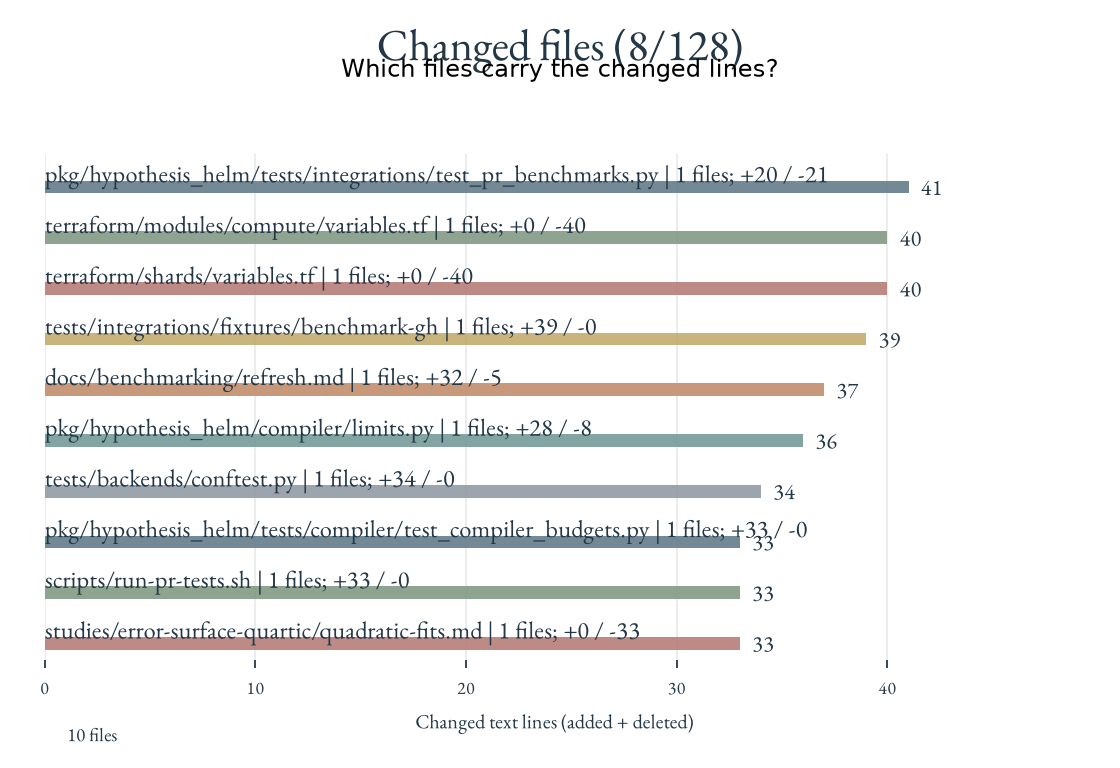 Changed files (8/128)
Which files carry the changed lines?
pkg/hypothesis_helm/tests/integrations/test_pr_benchmarks.py | 1 files; +20 / -21
41
terraform/modules/compute/variables.tf | 1 files; +0 / -40
40
terraform/shards/variables.tf | 1 files; +0 / -40
40
tests/integrations/fixtures/benchmark-gh | 1 files; +39 / -0
39
docs/benchmarking/refresh.md | 1 files; +32 / -5
37
pkg/hypothesis_helm/compiler/limits.py | 1 files; +28 / -8
36
tests/backends/conftest.py | 1 files; +34 / -0
34
pkg/hypothesis_helm/tests/compiler/test_compiler_budgets.py | 1 files; +33 / -0
33
scripts/run-pr-tests.sh | 1 files; +33 / -0
33
studies/error-surface-quartic/quadratic-fits.md | 1 files; +0 / -33
33
0 10 20 30 40
Changed text lines (added + deleted)
10 files